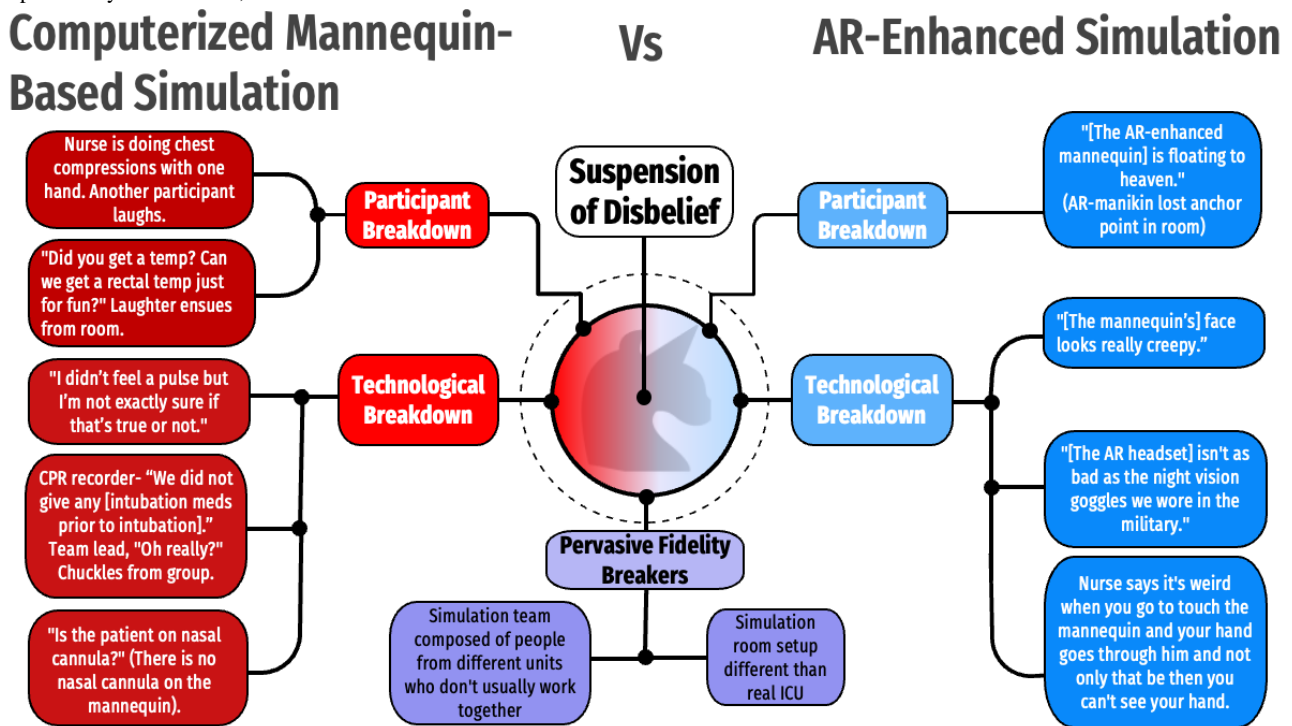 Computerized Mannequin-
Based Simulation
Vs
AR-Enhanced Simulation
Nurse is doing chest
compressions with one
hand. Another participant
laughs.
"Did you get a temp? Can
we get a rectal temp just
for fun?" Laughter ensues
from room.
Participant
Breakdown
"I didn't feel a pulse but
I'm not exactly sure if
that's true or not."
CPR recorder- “We did not
give any [intubation meds
prior to intubation].”
Team lead, "Oh really?"
Chuckles from group.
"Is the patient on nasal
cannula?" (There is no
nasal cannula on the
mannequin).
Technological
Breakdown
Suspension
of Disbelief
Pervasive Fidelity
Breakers
Simulation team
composed of people
from different units
who don't usually work
together
Simulation
room setup
different than
real ICU
Participant
Breakdown
"[The AR-enhanced
mannequin] is floating to
heaven."
(AR-manikin lost anchor
point in room)
Technological
Breakdown
"[The mannequin's] face
looks really creepy.”
"[The AR headset] isn't as
bad as the night vision
goggles we wore in the
military."
Nurse says it's weird
when you go to touch the
mannequin and your hand
goes through him and not
only that be then you
can't see your hand.